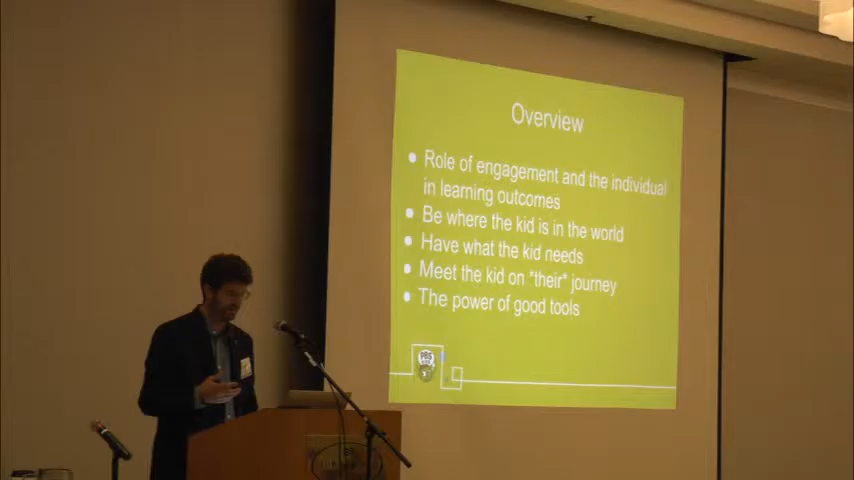 Overview
● Role of engagement and the individual
in learning outcomes
● Be where the kid is in the world
● Have what the kid needs
● Meet the kid on *their* journey
● The power of good tools
PBS